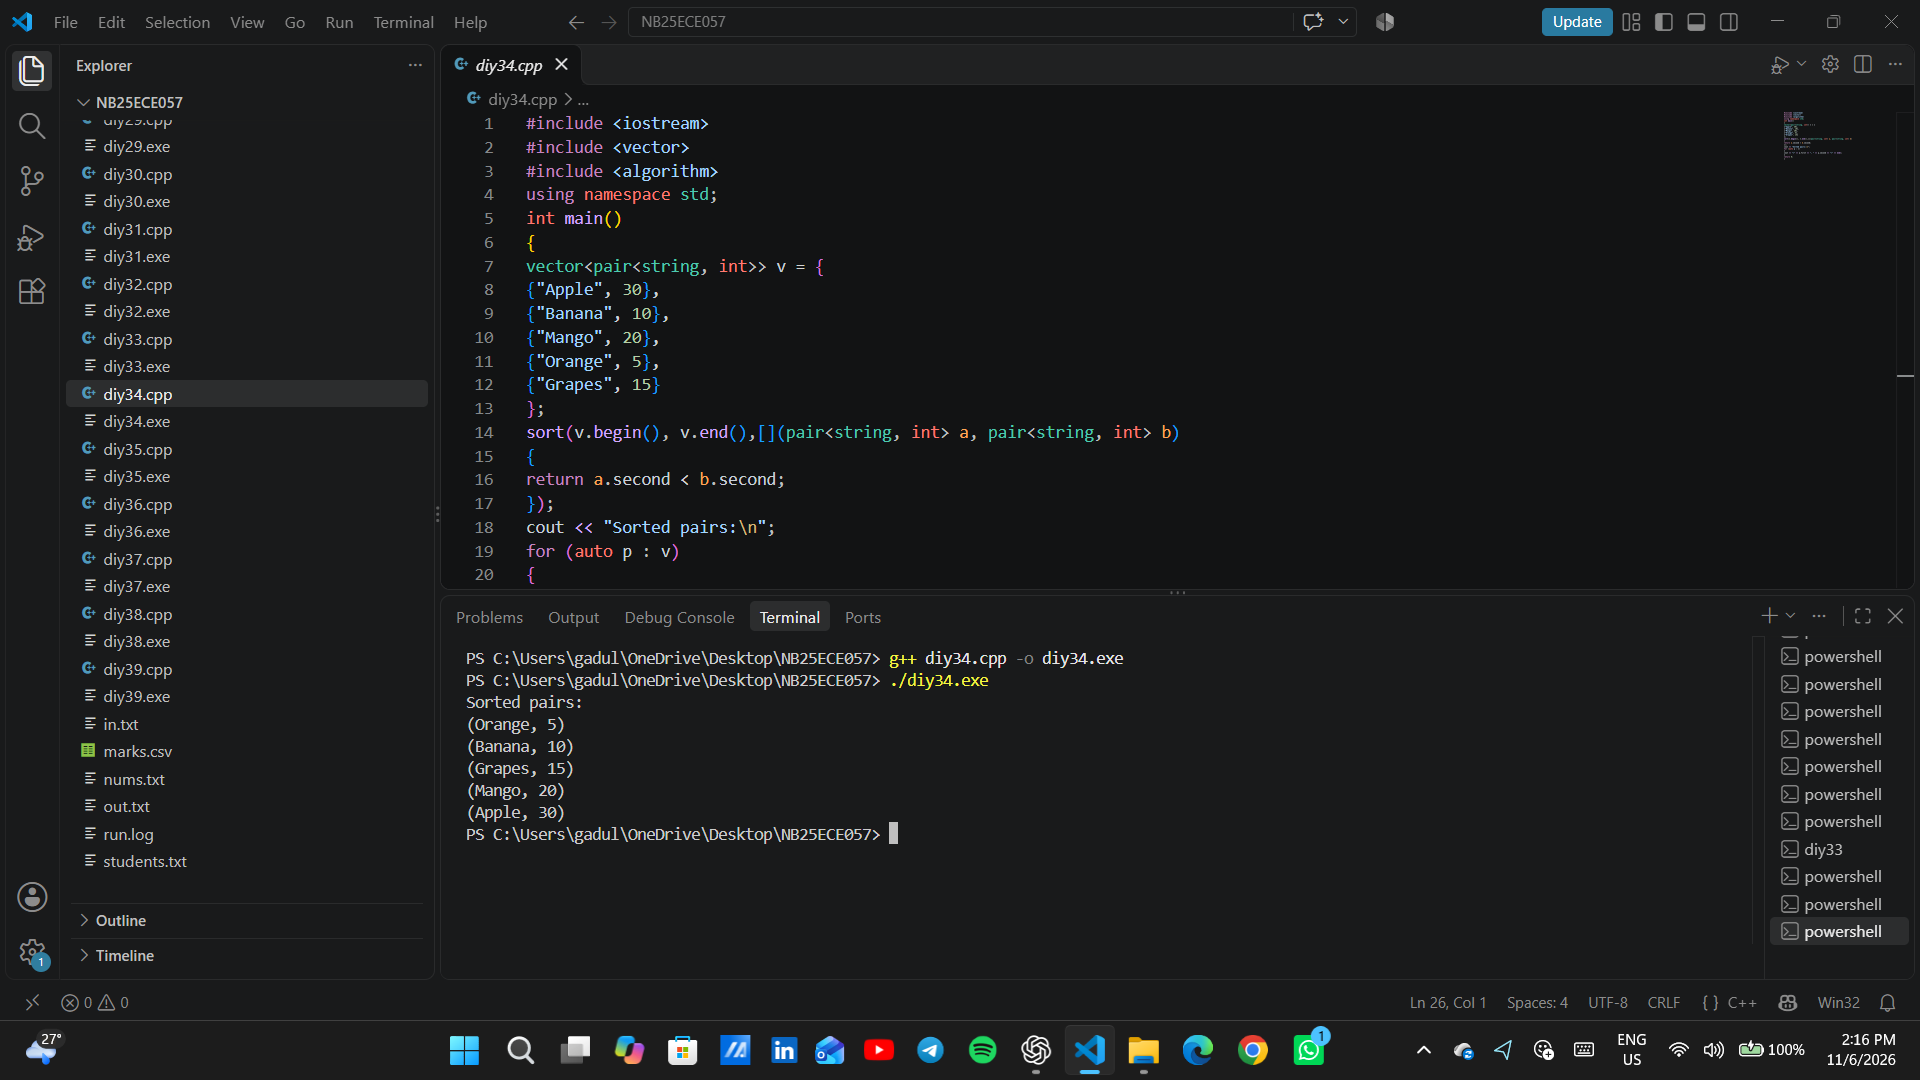 File Edit Selection View Go Run Terminal Help
NB25ECE057
Update
Explorer
NB25ECE057
diy29.cpp
diy29.exe
diy30.cpp
diy30.exe
diy31.cpp
diy31.exe
diy32.cpp
diy32.exe
diy33.cpp
diy33.exe
diy34.cpp
diy34.exe
diy35.cpp
diy35.exe
diy36.cpp
diy36.exe
diy37.cpp
diy37.exe
diy38.cpp
diy38.exe
diy39.cpp
diy39.exe
in.txt
marks.csv
nums.txt
out.txt
run.log
students.txt
Outline
Timeline
1
diy34.cpp
diy34.cpp > ...
1 #include <iostream>
2 #include <vector>
3 #include <algorithm>
4 using namespace std;
5 int main()
6 {
7 vector<pair<string, int>> v = {
8 {"Apple", 30},
9 {"Banana", 10},
10 {"Mango", 20},
11 {"Orange", 5},
12 {"Grapes", 15}
13 };
14 sort(v.begin(), v.end(),[](pair<string, int> a, pair<string, int> b)
15 {
16 return a.second < b.second;
17 });
18 cout << "Sorted pairs:\n";
19 for (auto p : v)
20 {
Problems Output Debug Console Terminal Ports
PS C:\Users\gadul\OneDrive\Desktop\NB25ECE057> g++ diy34.cpp -o diy34.exe
PS C:\Users\gadul\OneDrive\Desktop\NB25ECE057> ./diy34.exe
Sorted pairs:
(Orange, 5)
(Banana, 10)
(Grapes, 15)
(Mango, 20)
(Apple, 30)
PS C:\Users\gadul\OneDrive\Desktop\NB25ECE057>
powershell
powershell
powershell
powershell
powershell
powershell
powershell
diy33
powershell
powershell
powershell
0 0
Ln 26, Col 1 Spaces: 4 UTF-8 CRLF { } C++ Win32
27°
1
ENG
US
100%
2:16 PM
11/6/2026